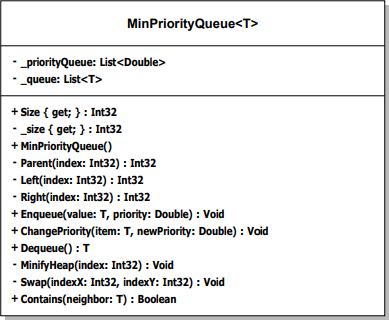 MinPriorityQueue<T>
- _priorityQueue: List<Double>
- _queue: List<T>
+ Size { get; } : Int32
- _size { get; } : Int32
+ MinPriorityQueue()
- Parent(index: Int32) : Int32
- Left(index: Int32) : Int32
- Right(index: Int32) : Int32
+ Enqueue(value: T, priority: Double) : Void
+ ChangePriority(item: T, newPriority: Double) : Void
+ Dequeue() : T
- MinifyHeap(index: Int32) : Void
- Swap(indexX: Int32, indexY: Int32) : Void
+ Contains(neighbor: T) : Boolean